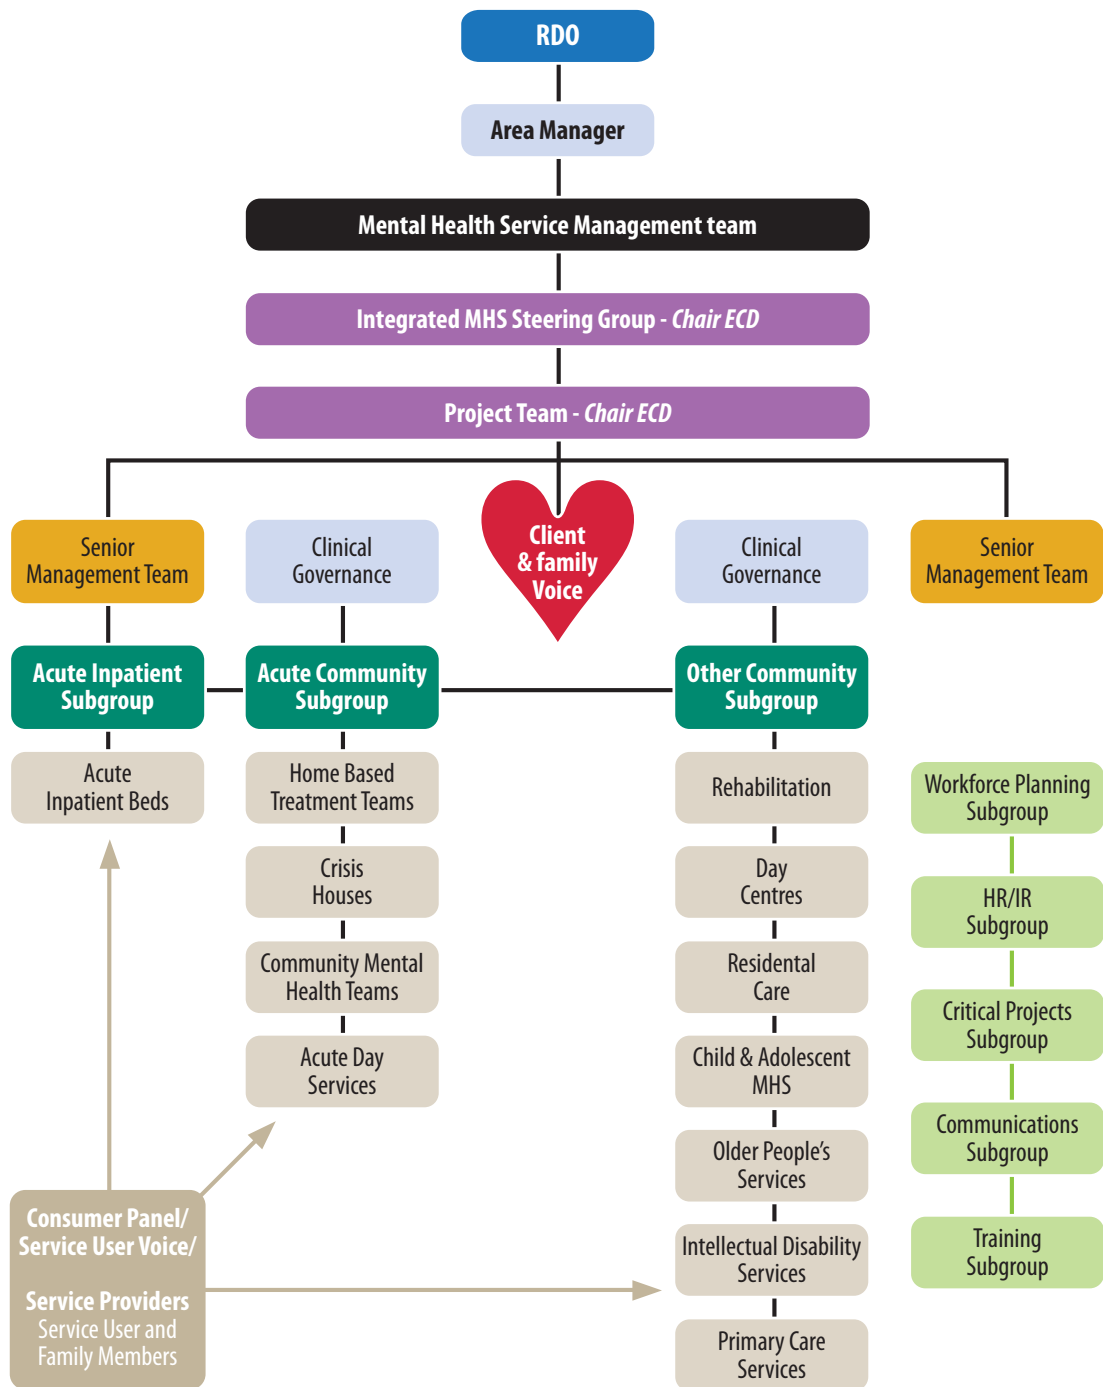 RDO
Area Manager
Mental Health Service Management team
Integrated MHS Steering Group - Chair ECD
Project Team - Chair ECD
Senior
Management Team
Clinical
Governance
Client
& family
Voice
Clinical
Governance
Senior
Management Team
Acute Inpatient
Subgroup
Acute Community
Subgroup
Other Community
Subgroup
Acute
Inpatient Beds
Home Based
Treatment Teams
Crisis
Houses
Community Mental
Health Teams
Acute Day
Services
Rehabilitation
Day
Centres
Residental
Care
Child & Adolescent
MHS
Older People's
Services
Intellectual Disability
Services
Primary Care
Services
Workforce Planning
Subgroup
HR/IR
Subgroup
Critical Projects
Subgroup
Communications
Subgroup
Training
Subgroup
Consumer Panel/
Service User Voice/
Service Providers
Service User and
Family Members